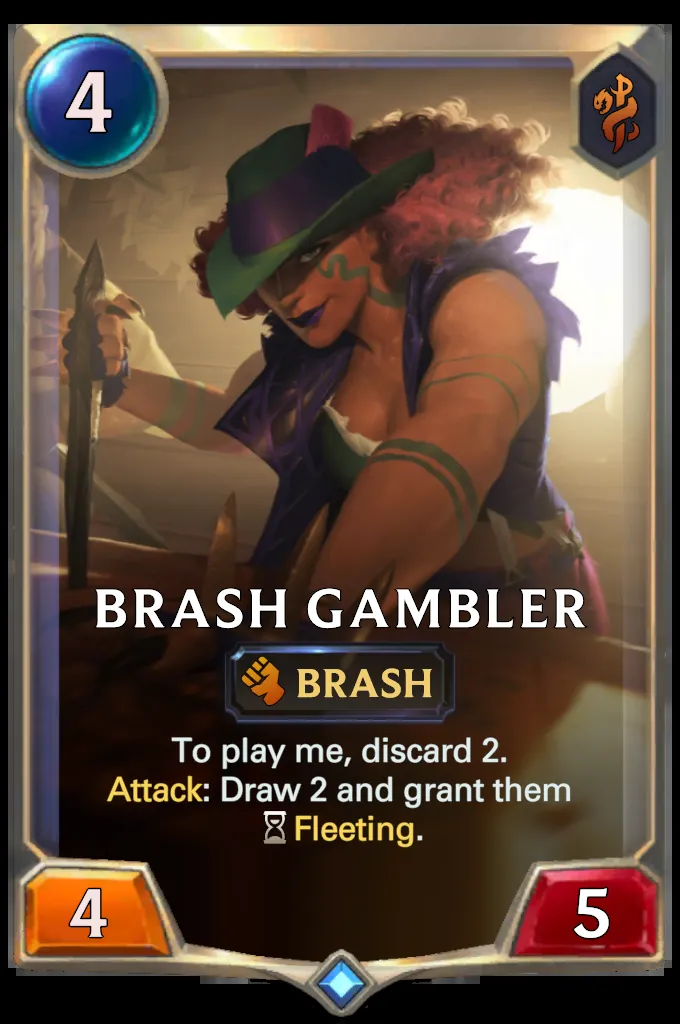 4
BRASH GAMBLER
BRASH
To play me, discard 2.
Attack: Draw 2 and grant them
Fleeting.
4
5